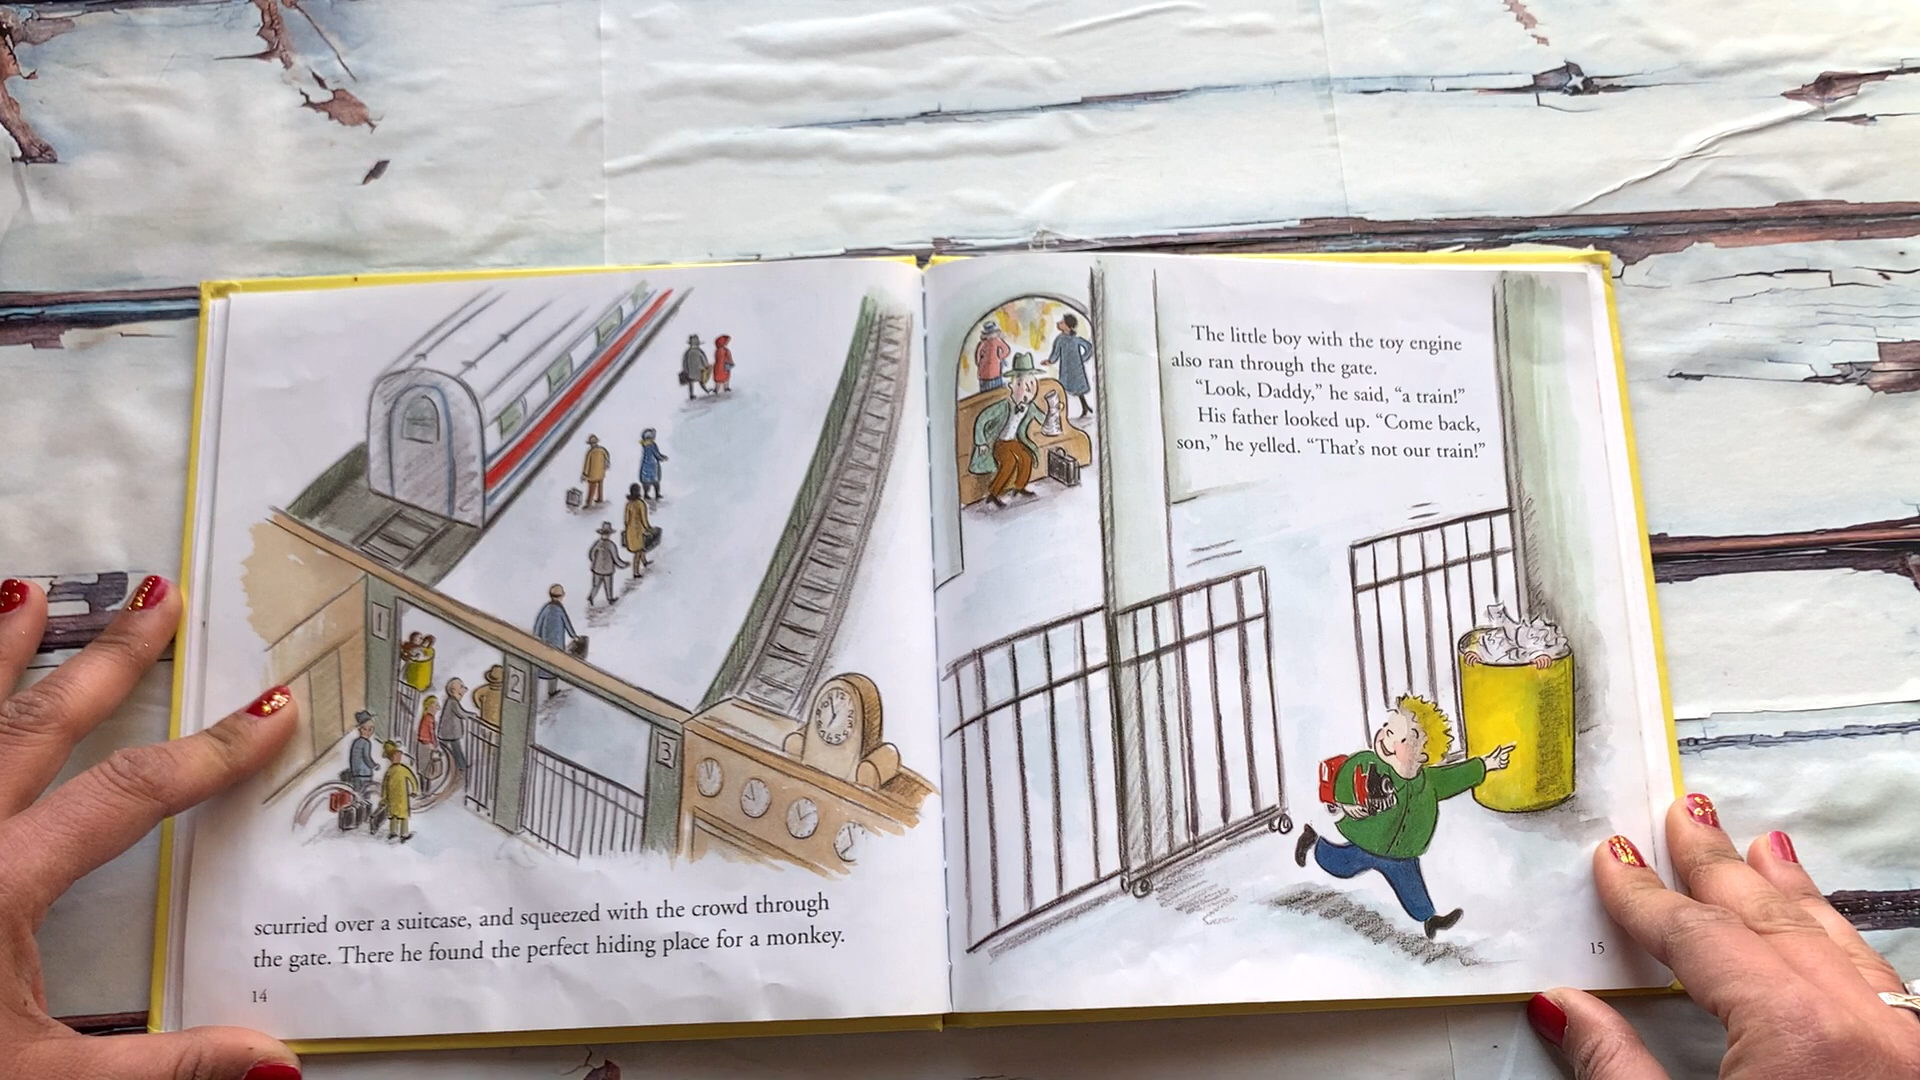 scurried over a suitcase, and squeezed with the crowd through
the gate. There he found the perfect hiding place for a monkey.
14
1
2
3
The little boy with the toy engine
also ran through the gate.
“Look, Daddy,” he said, “a train!”
His father looked up. “Come back,
son,” he yelled. “That’s not our train!”
15